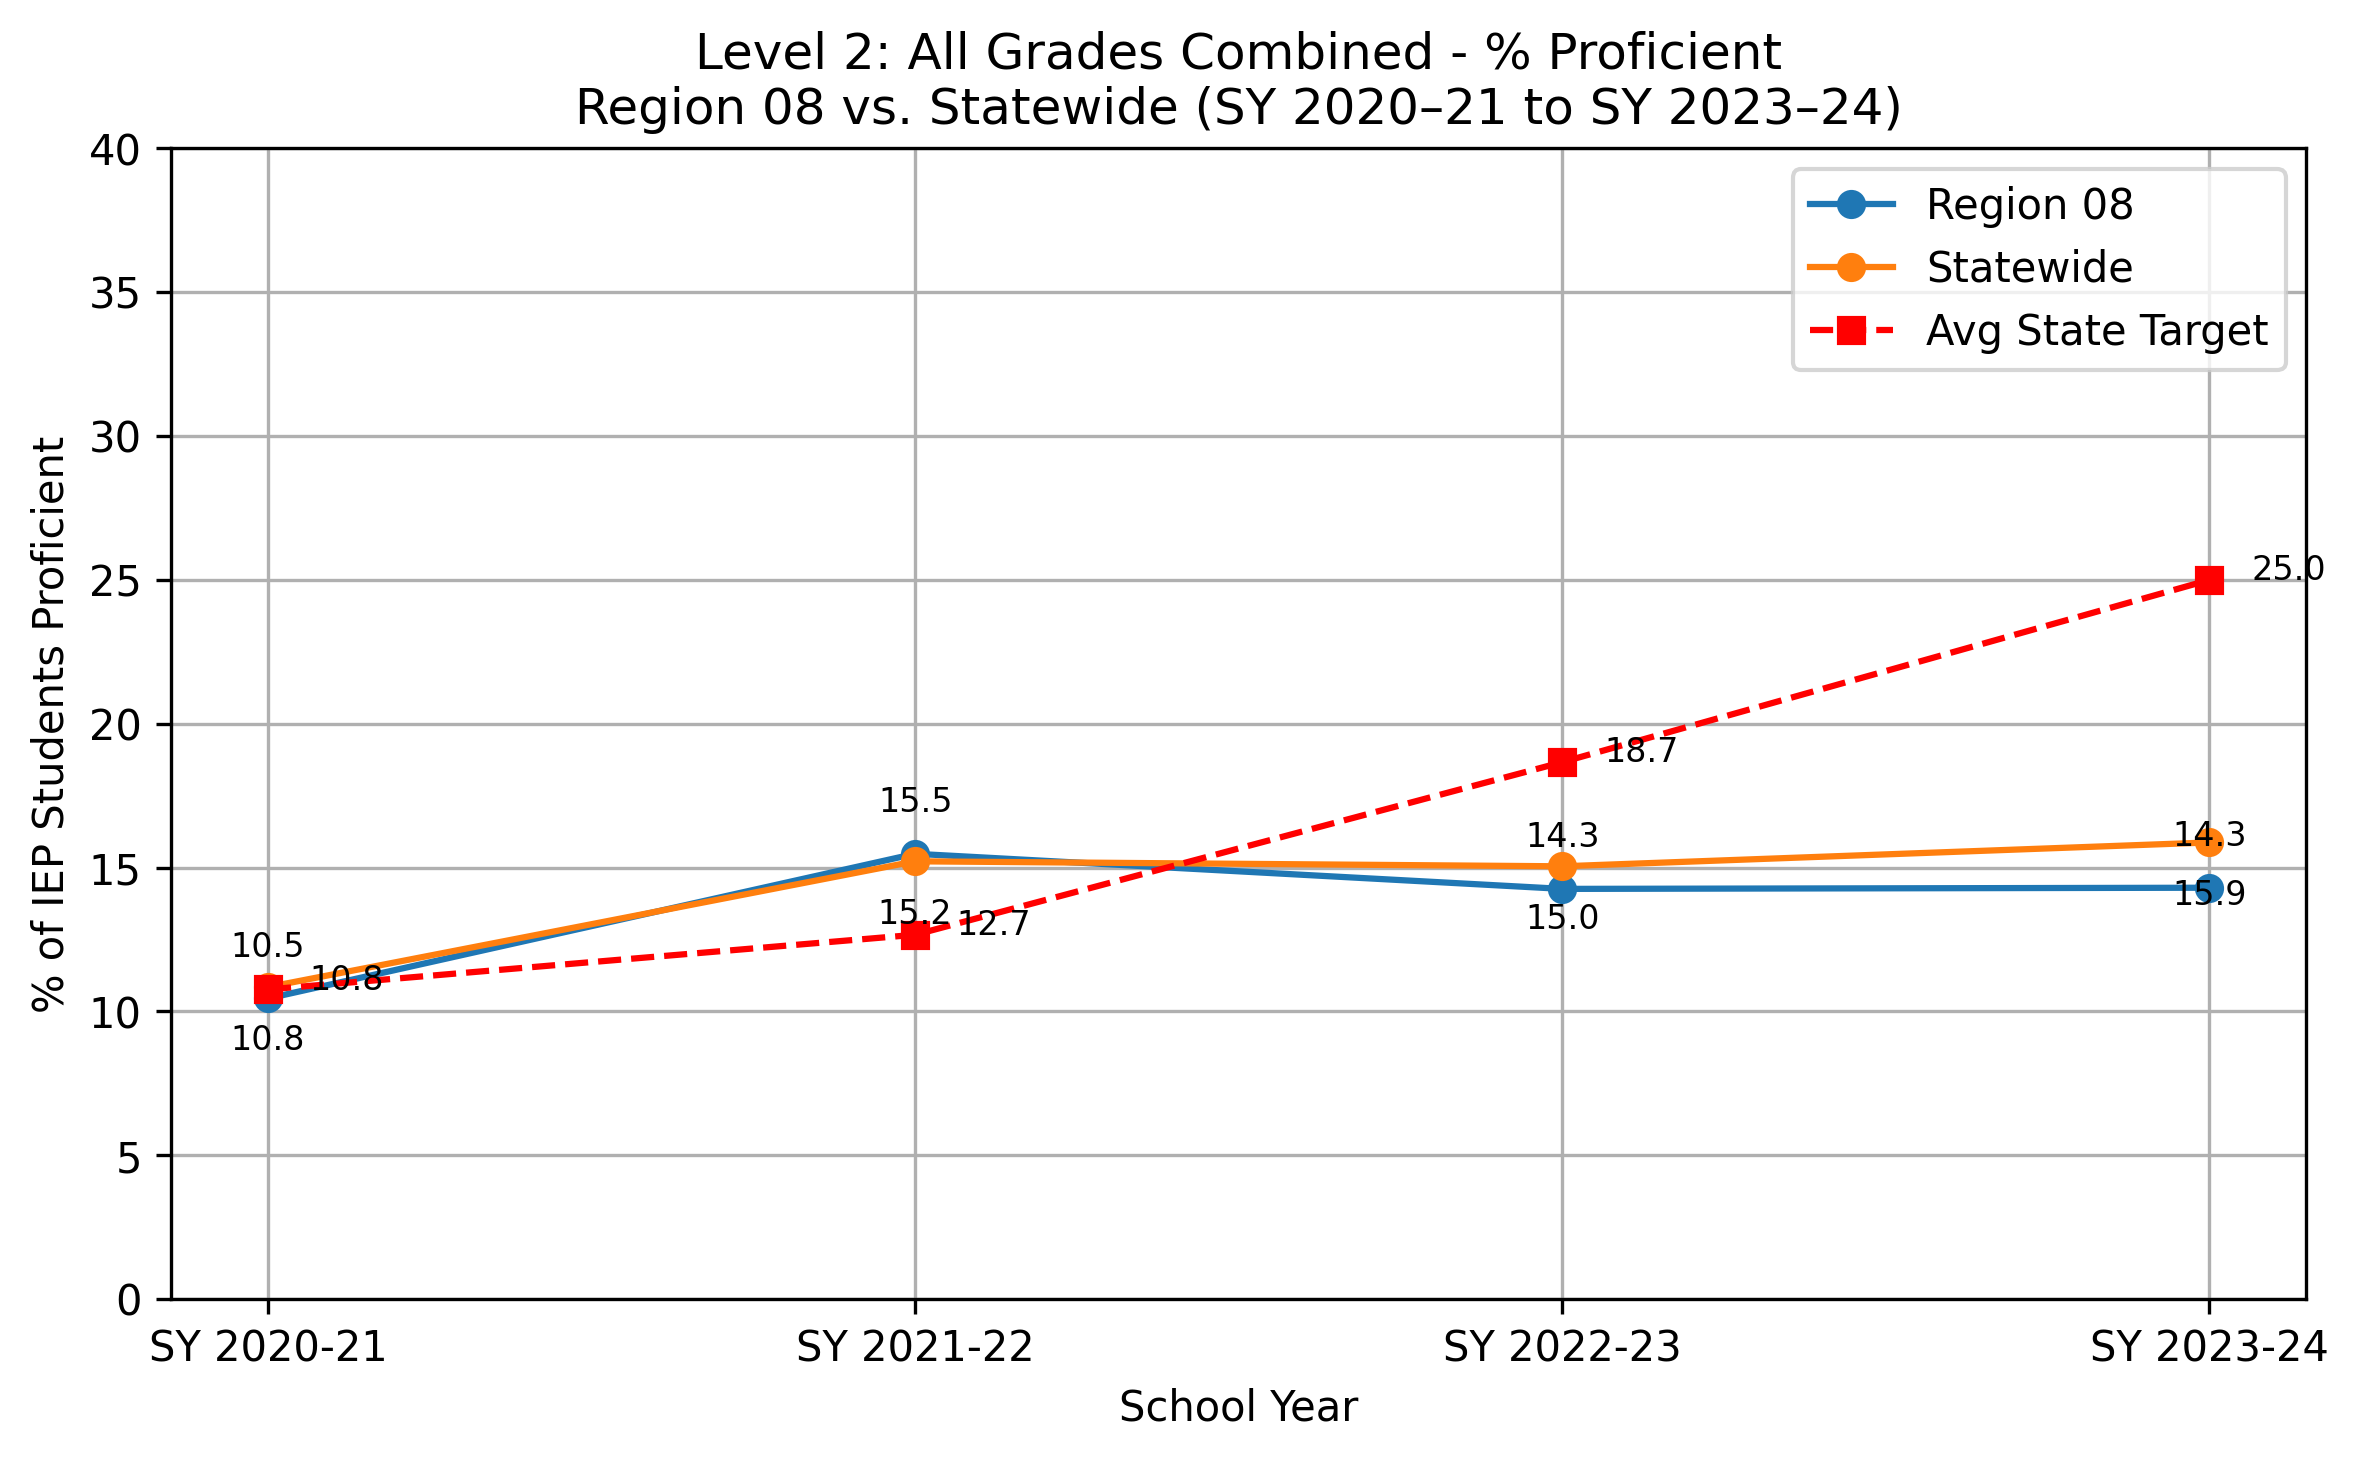 Level 2: All Grades Combined - % Proficient
Region 08 vs. Statewide (SY 2020–21 to SY 2023–24)
% of IEP Students Proficient
40
35
30
25
20
15
10
5
0
Region 08
Statewide
Avg State Target
10.5
10.8
10.8
15.5
15.2
12.7
18.7
14.3
15.0
25.0
14.3
15.9
SY 2020-21
SY 2021-22
SY 2022-23
SY 2023-24
School Year